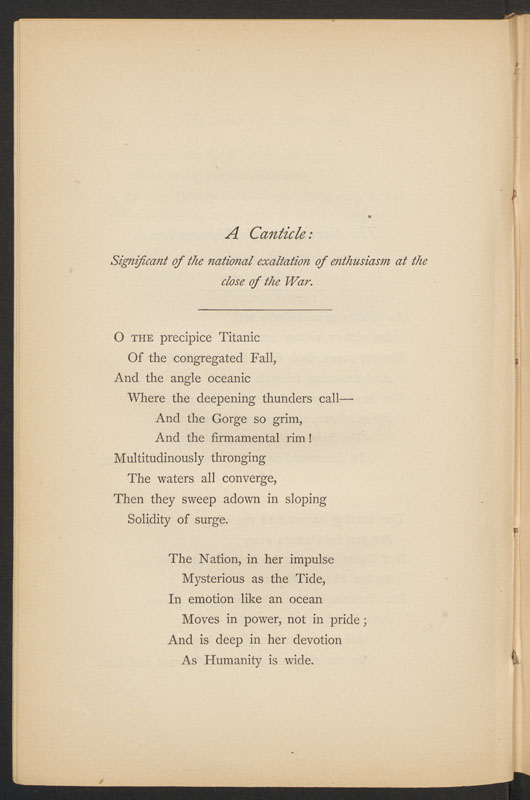 A Canticle:
Significant of the national exaltation of enthusiasm at the
close of the War.
O THE precipice Titanic
Of the congregated Fall,
And the angle oceanic
Where the deepening thunders call—
And the Gorge so grim,
And the firmamental rim!
Multitudinously thronging
The waters all converge,
Then they sweep adown in sloping
Solidity of surge.
The Nation, in her impulse
Mysterious as the Tide,
In emotion like an ocean
Moves in power, not in pride;
And is deep in her devotion
As Humanity is wide.